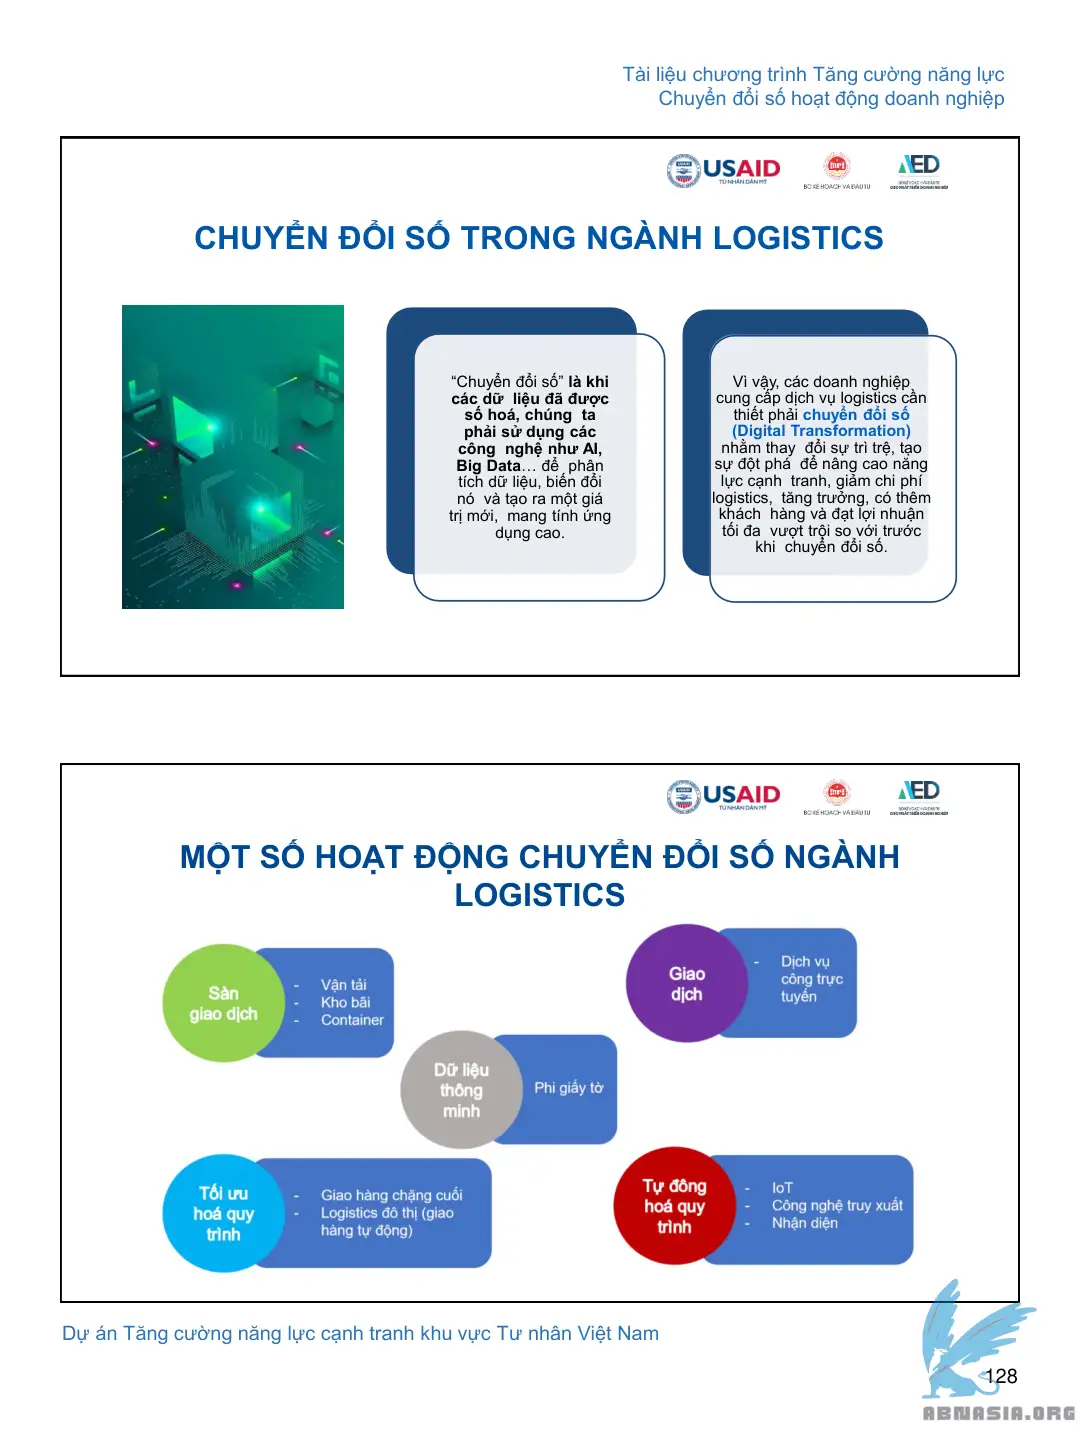 Tài liệu chương trình Tăng cường năng lực
Chuyển đổi số hoạt động doanh nghiệp
USAID
TỪ NHÂN DÂN MỸ
BỘ KẾ HOẠCH VÀ ĐẦU TƯ
AED
CHUYỂN ĐỔI SỐ TRONG NGÀNH LOGISTICS
“Chuyển đổi số” là khi
các dữ liệu đã được
số hoá, chúng ta
phải sử dụng các
công nghệ như AI,
Big Data… để phân
tích dữ liệu, biến đổi
nó và tạo ra một giá
trị mới, mang tính ứng
dụng cao.
Vì vậy, các doanh nghiệp
cung cấp dịch vụ logistics cần
thiết phải chuyển đổi số
(Digital Transformation)
nhằm thay đổi sự trì trệ, tạo
sự đột phá để nâng cao năng
lực cạnh tranh, giảm chi phí
logistics, tăng trưởng, có thêm
khách hàng và đạt lợi nhuận
tối đa vượt trội so với trước
khi chuyển đổi số.
USAID
TỪ NHÂN DÂN MỸ
BỘ KẾ HOẠCH VÀ ĐẦU TƯ
AED
MỘT SỐ HOẠT ĐỘNG CHUYỂN ĐỔI SỐ NGÀNH
LOGISTICS
Sàn
giao dịch
- Vận tải
- Kho bãi
- Container
Giao
dịch
- Dịch vụ
công trực
tuyến
Dữ liệu
thông
minh
Phi giấy tờ
Tối ưu
hoá quy
trình
- Giao hàng chặng cuối
- Logistics đô thị (giao
hàng tự động)
Tự đông
hoá quy
trình
- IoT
- Công nghệ truy xuất
- Nhận diện
Dự án Tăng cường năng lực cạnh tranh khu vực Tư nhân Việt Nam
128
ABNASIA.ORG